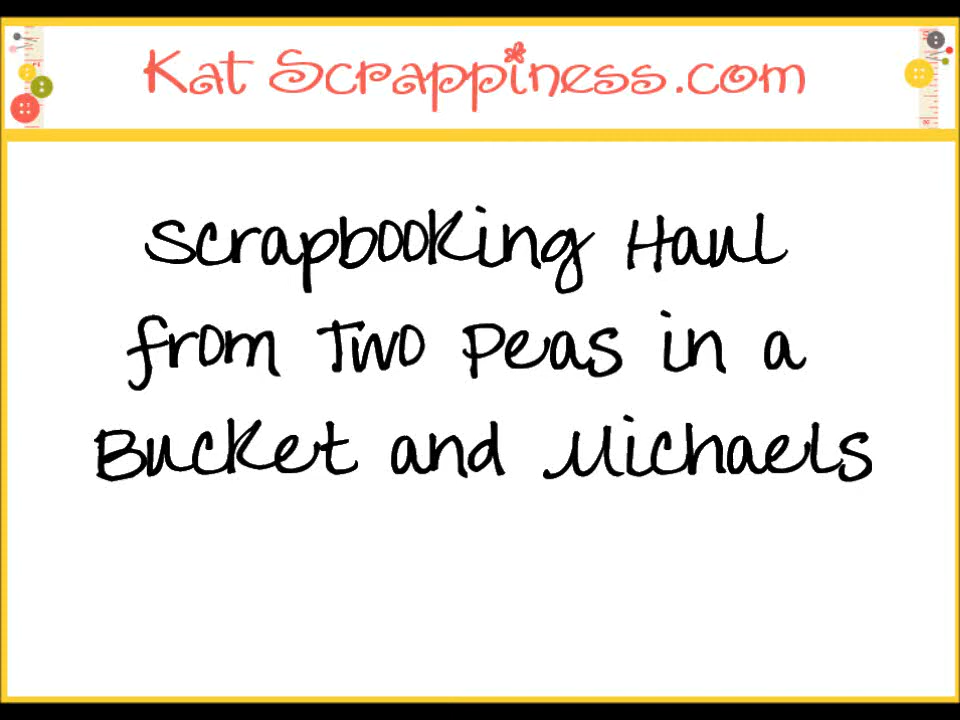 Kat Scrappiness.com
Scrapbooking Haul
from Two Peas in a
Bucket and Michaels